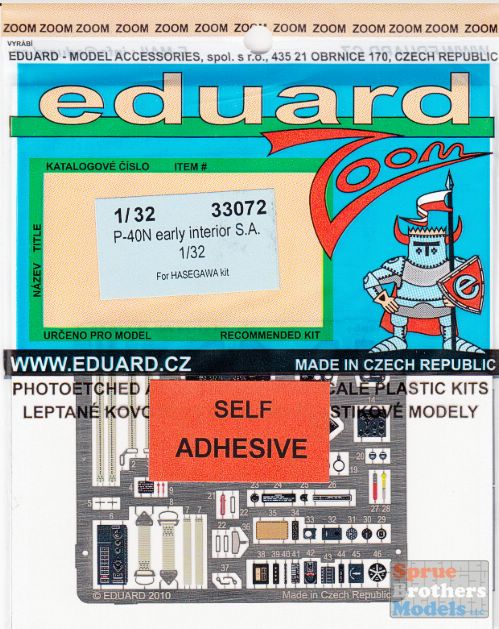 ZOOM ZOOM ZOOM ZOOM ZOOM ZOOM ZOOM ZOOM ZOOM ZOOM ZOOM
VYRÁBÍ
EDUARD - MODEL ACCESSORIES, spol. s r.o., 435 21 OBRNICE 170, CZECH REPUBLIC
eduard
Zoom
KATALOGOVÉ ČÍSLO ITEM #
1/32 33072
P-40N early interior S.A.
1/32
For HASEGAWA kit
NÁZEV TITLE
URČENO PRO MODEL RECOMMENDED KIT
WWW.EDUARD.CZ MADE IN CZECH REPUBLIC
PHOTOETCHED PLASTIC KITS
LEPTANÉ MODELY
SELF
ADHESIVE
© EDUARD 2010 Made in Czech Republic
Sprue
Brothers
Models LLC